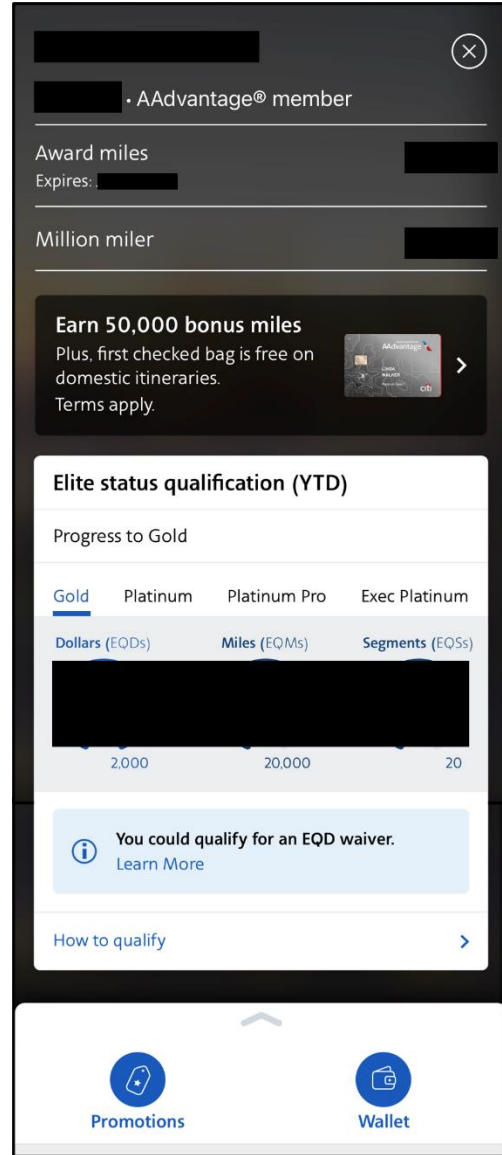 · AAdvantage® member
Award miles
Expires:
Million miler
Earn 50,000 bonus miles
Plus, first checked bag is free on
domestic itineraries.
Terms apply.
AAdvantage
LINDA
WALKER
citi
Elite status qualification (YTD)
Progress to Gold
Gold Platinum Platinum Pro Exec Platinum
Dollars (EQDs) Miles (EQMs) Segments (EQSs)
2,000 20,000 20
You could qualify for an EQD waiver.
Learn More
How to qualify
Promotions Wallet